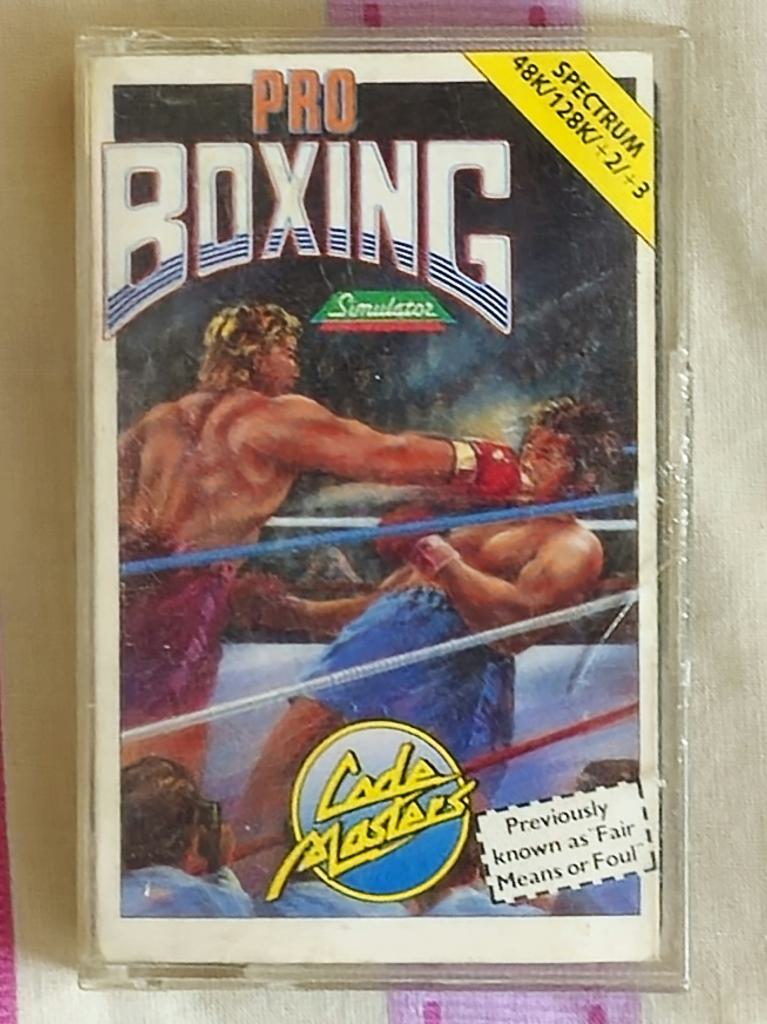 PRO
BOXING
Simulator
SPECTRUM
48K/128K/+2/+3
Code
Masters
Previously
known as "Fair
Means or Foul"